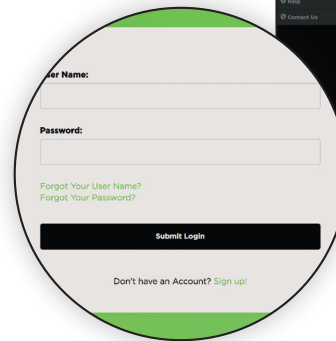 Help
Contact Us
User Name:
Password:
Forgot Your User Name?
Forgot Your Password?
Submit Login
Don't have an Account? Sign up!